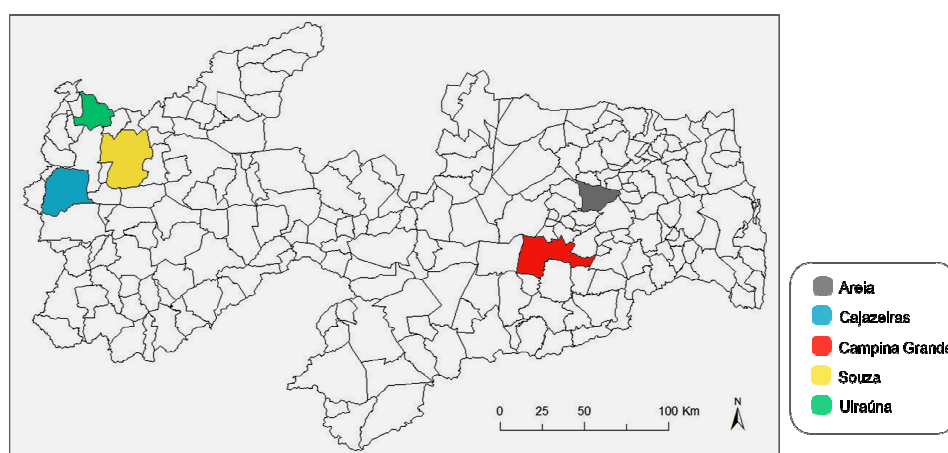 Areia
Cajazeiras
Campina Grande
Souza
Uiraúna
N
0 25 50 100 Km